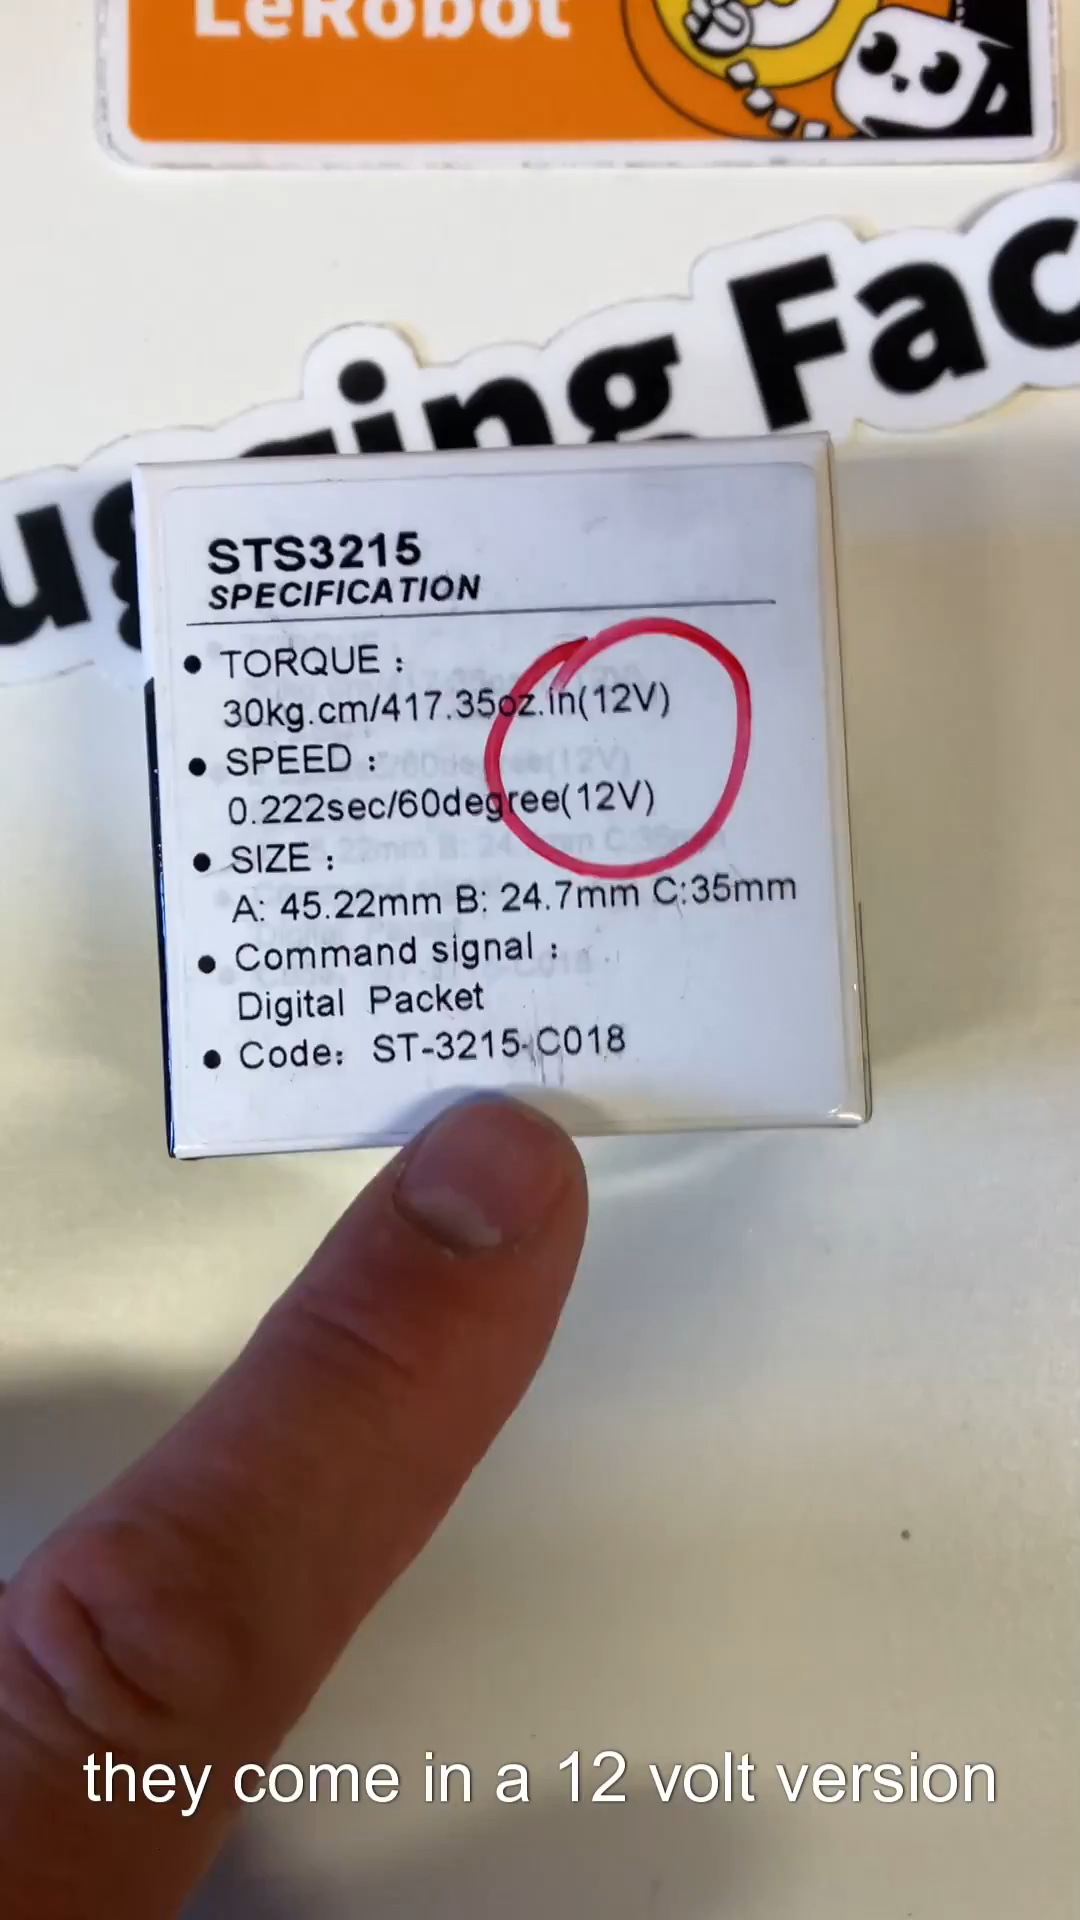 LeRobot
ugging Fac
STS3215
SPECIFICATION
• TORQUE :
30kg.cm/417.35oz.in(12V)
• SPEED :
0.222sec/60degree(12V)
• SIZE :
A: 45.22mm B: 24.7mm C:35mm
• Command signal :
Digital Packet
• Code: ST-3215-C018
they come in a 12 volt version